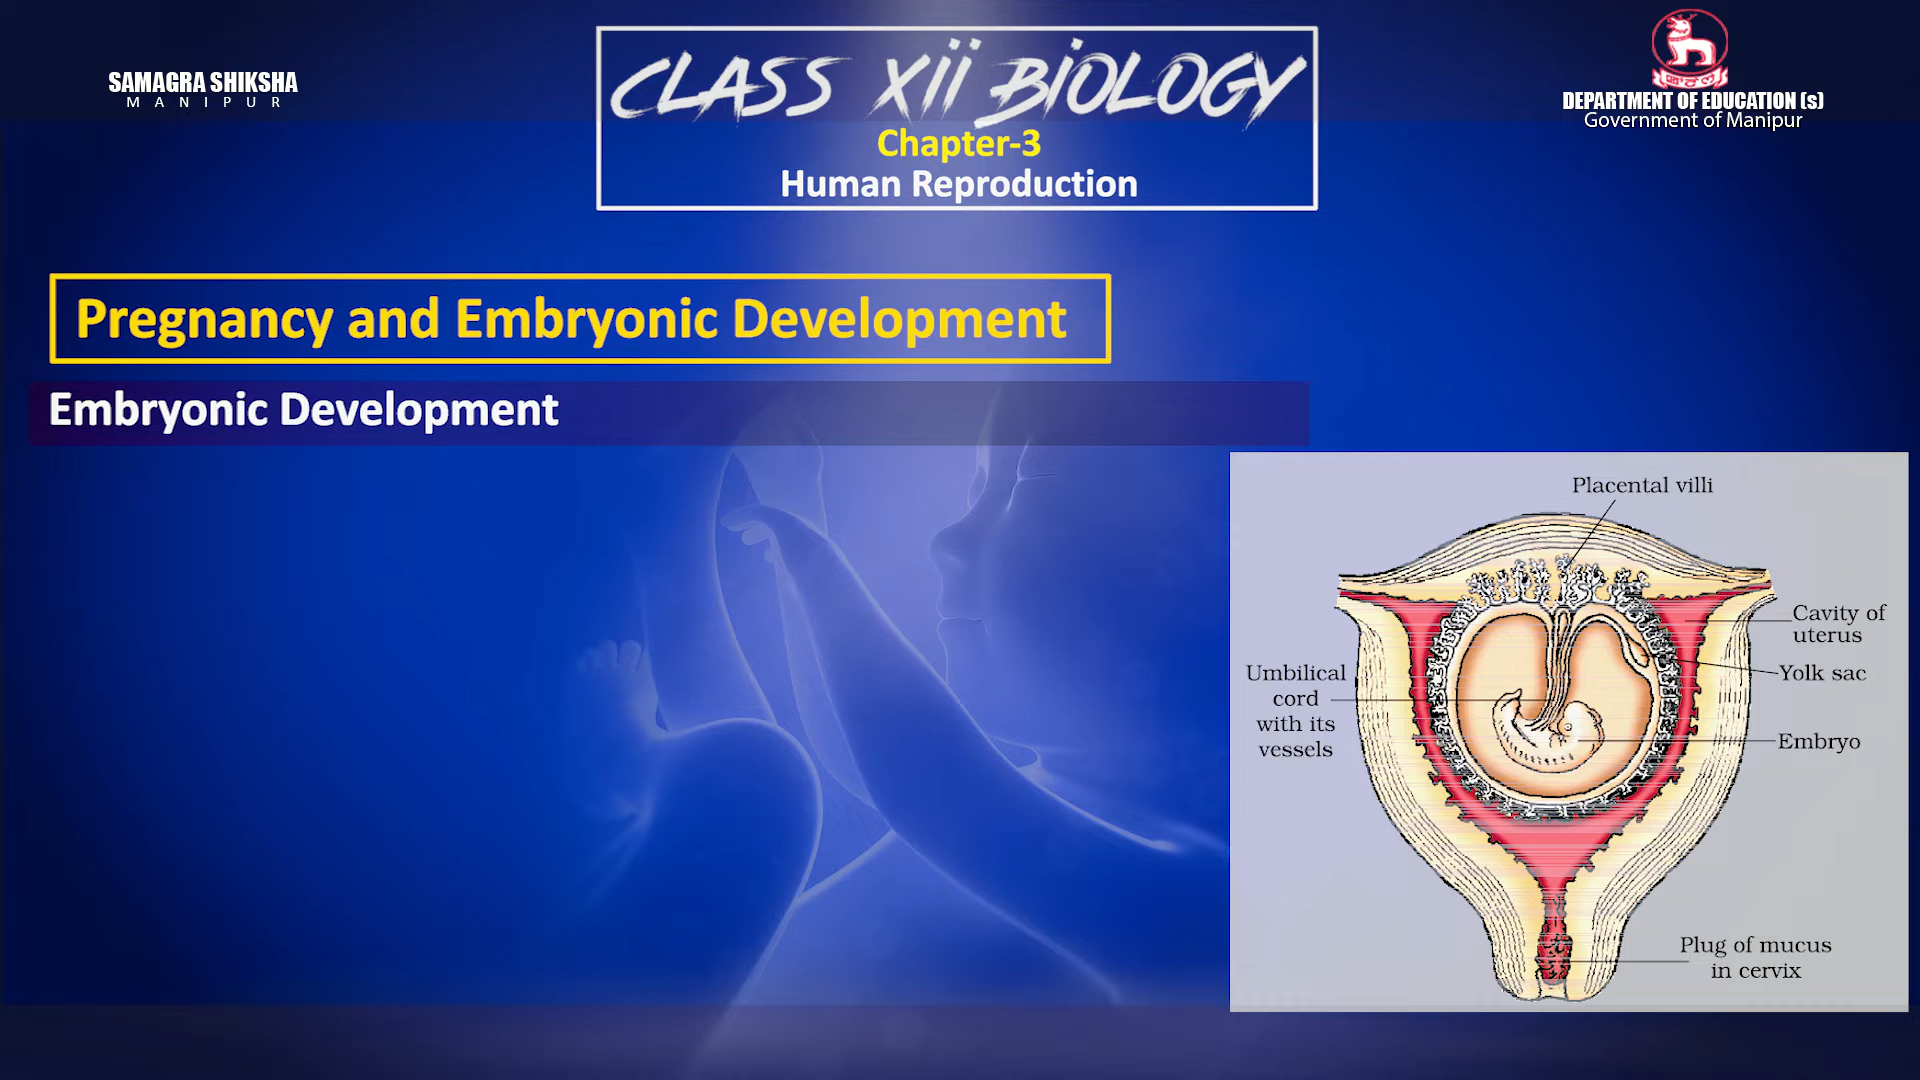 SAMAGRA SHIKSHA
MANIPUR
CLASS XII BIOLOGY
Chapter-3
Human Reproduction
DEPARTMENT OF EDUCATION (s)
Government of Manipur
Pregnancy and Embryonic Development
Embryonic Development
Placental villi
Cavity of
uterus
Yolk sac
Umbilical
cord
with its
vessels
Embryo
Plug of mucus
in cervix